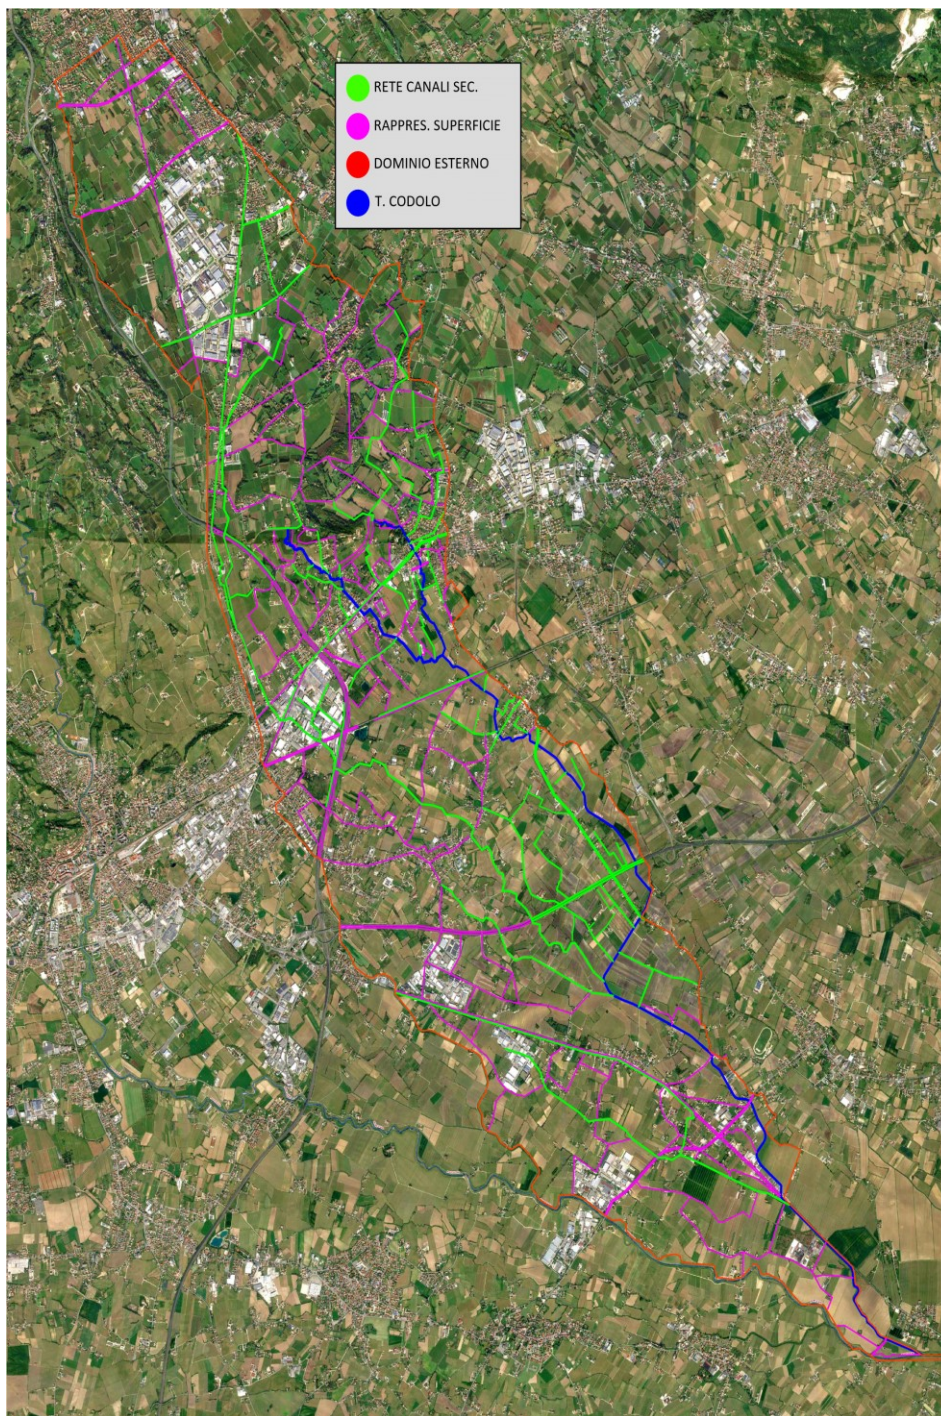 RETE CANALI SEC.
RAPPRES. SUPERFICIE
DOMINIO ESTERNO
T. CODOLO